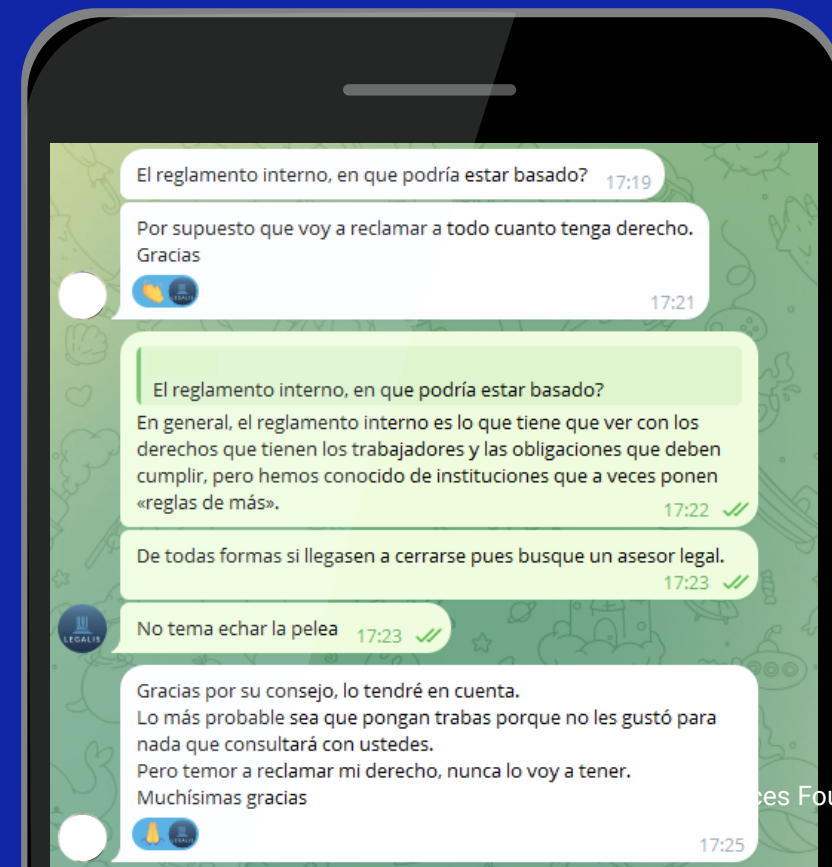 El reglamento interno, en que podría estar basado?
17:19
Por supuesto que voy a reclamar a todo cuanto tenga derecho.
Gracias
LEGALIS
17:21
El reglamento interno, en que podría estar basado?
En general, el reglamento interno es lo que tiene que ver con los
derechos que tienen los trabajadores y las obligaciones que deben
cumplir, pero hemos conocido de instituciones que a veces ponen
«reglas de más».
17:22
De todas formas si llegasen a cerrarse pues busque un asesor legal.
17:23
LEGALIS
No tema echar la pelea
17:23
Gracias por su consejo, lo tendré en cuenta.
Lo más probable sea que pongan trabas porque no les gustó para
nada que consultará con ustedes.
Pero temor a reclamar mi derecho, nunca lo voy a tener.
Muchísimas gracias
LEGALIS
17:25
ces Fou